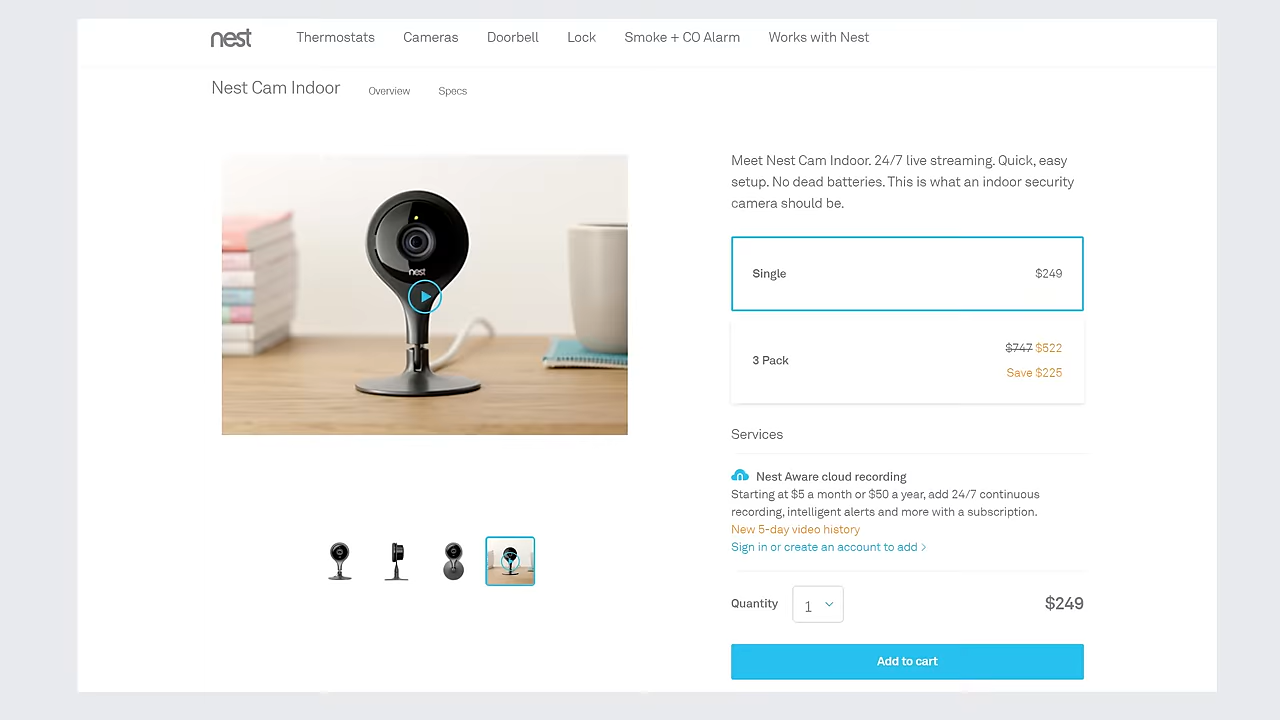 nest
Thermostats Cameras Doorbell Lock Smoke + CO Alarm Works with Nest
Nest Cam Indoor Overview Specs
nest
Meet Nest Cam Indoor. 24/7 live streaming. Quick, easy
setup. No dead batteries. This is what an indoor security
camera should be.
Single $249
3 Pack $747 $522
Save $225
Services
Nest Aware cloud recording
Starting at $5 a month or $50 a year, add 24/7 continuous
recording, intelligent alerts and more with a subscription.
New 5-day video history
Sign in or create an account to add >
Quantity 1 $249
Add to cart